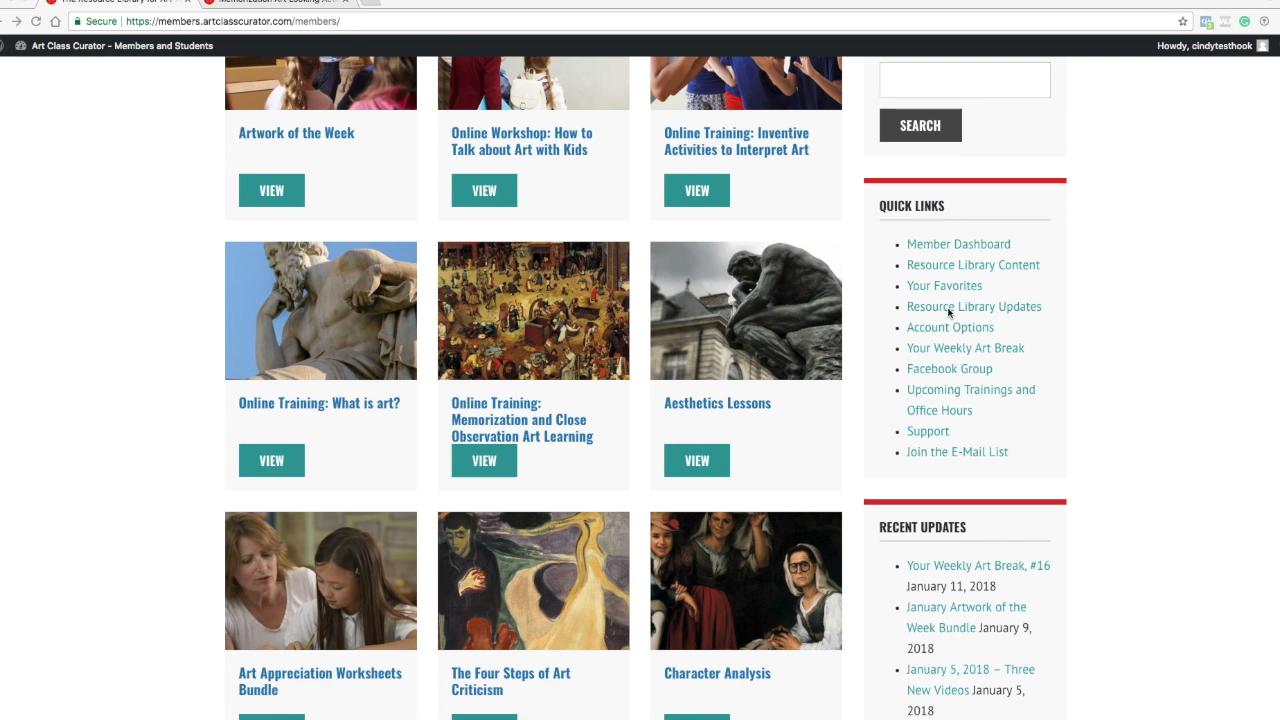 Secure
https://members.artclasscurator.com/members/
Art Class Curator - Members and Students
Howdy, cindytesthook
Artwork of the Week
VIEW
Online Workshop: How to
Talk about Art with Kids
VIEW
Online Training: Inventive
Activities to Interpret Art
VIEW
Online Training: What is art?
VIEW
Online Training:
Memorization and Close
Observation Art Learning
VIEW
Aesthetics Lessons
VIEW
Art Appreciation Worksheets
Bundle
The Four Steps of Art
Criticism
Character Analysis
SEARCH
QUICK LINKS
Member Dashboard
Resource Library Content
Your Favorites
Resource Library Updates
Account Options
Your Weekly Art Break
Facebook Group
Upcoming Trainings and
Office Hours
Support
Join the E-Mail List
RECENT UPDATES
Your Weekly Art Break, #16
January 11, 2018
January Artwork of the
Week Bundle January 9,
2018
January 5, 2018 – Three
New Videos January 5,
2018